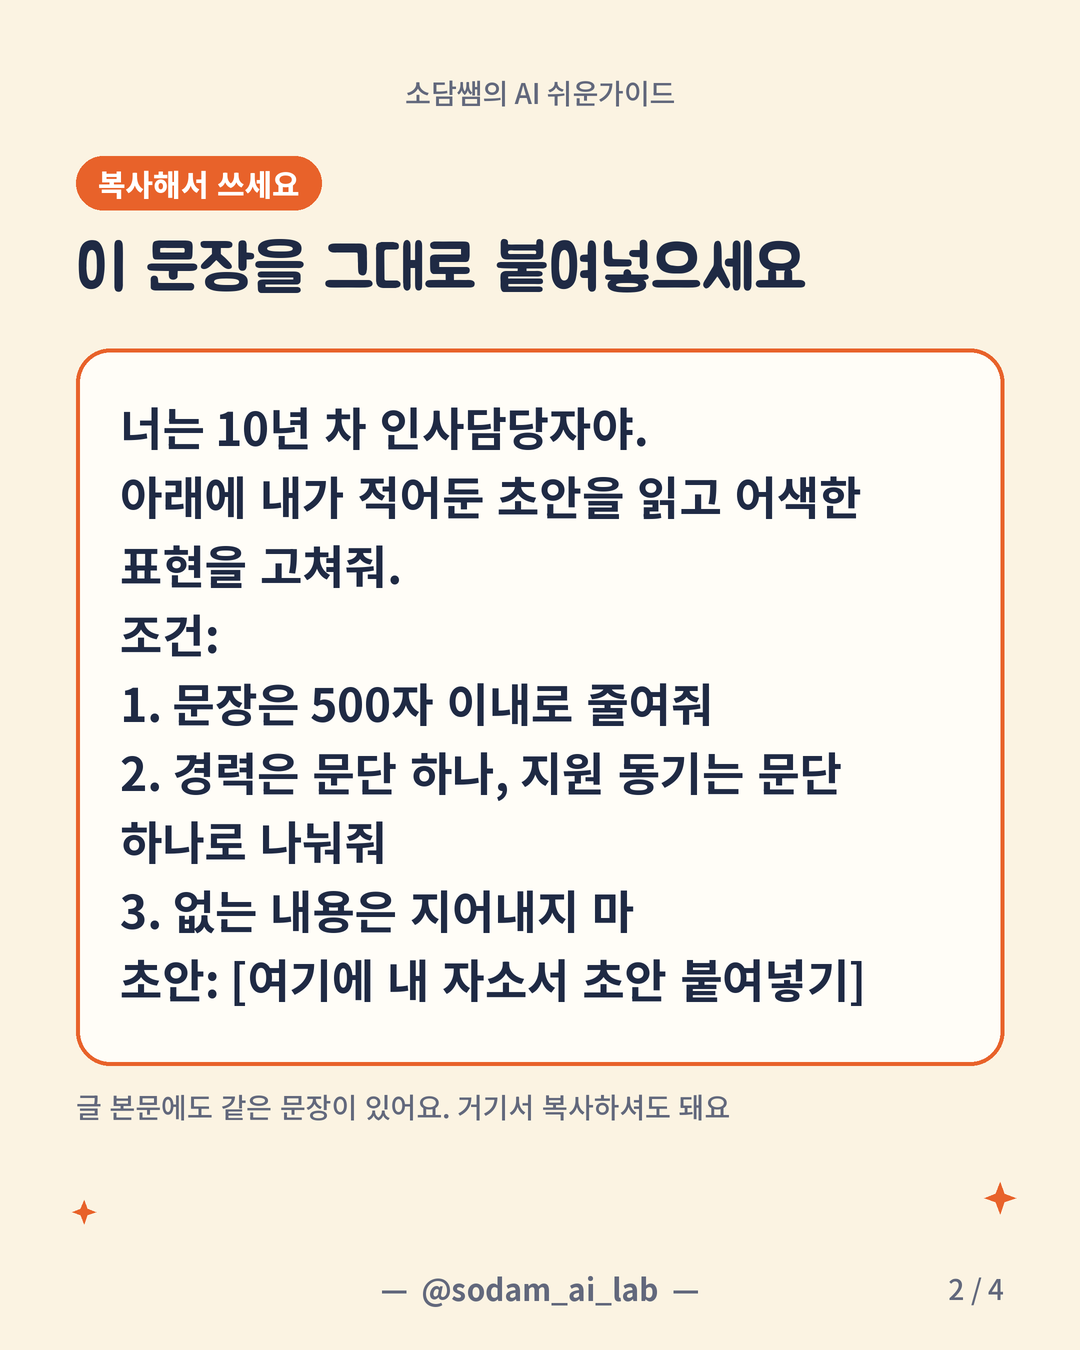 소담쌤의 AI 쉬운가이드
복사해서 쓰세요
이 문장을 그대로 붙여넣으세요
너는 10년 차 인사담당자야.
아래에 내가 적어둔 초안을 읽고 어색한
표현을 고쳐줘.
조건:
1. 문장은 500자 이내로 줄여줘
2. 경력은 문단 하나, 지원 동기는 문단
하나로 나눠줘
3. 없는 내용은 지어내지 마
초안: [여기에 내 자소서 초안 붙여넣기]
글 본문에도 같은 문장이 있어요. 거기서 복사하셔도 돼요
— @sodam_ai_lab —
2 / 4